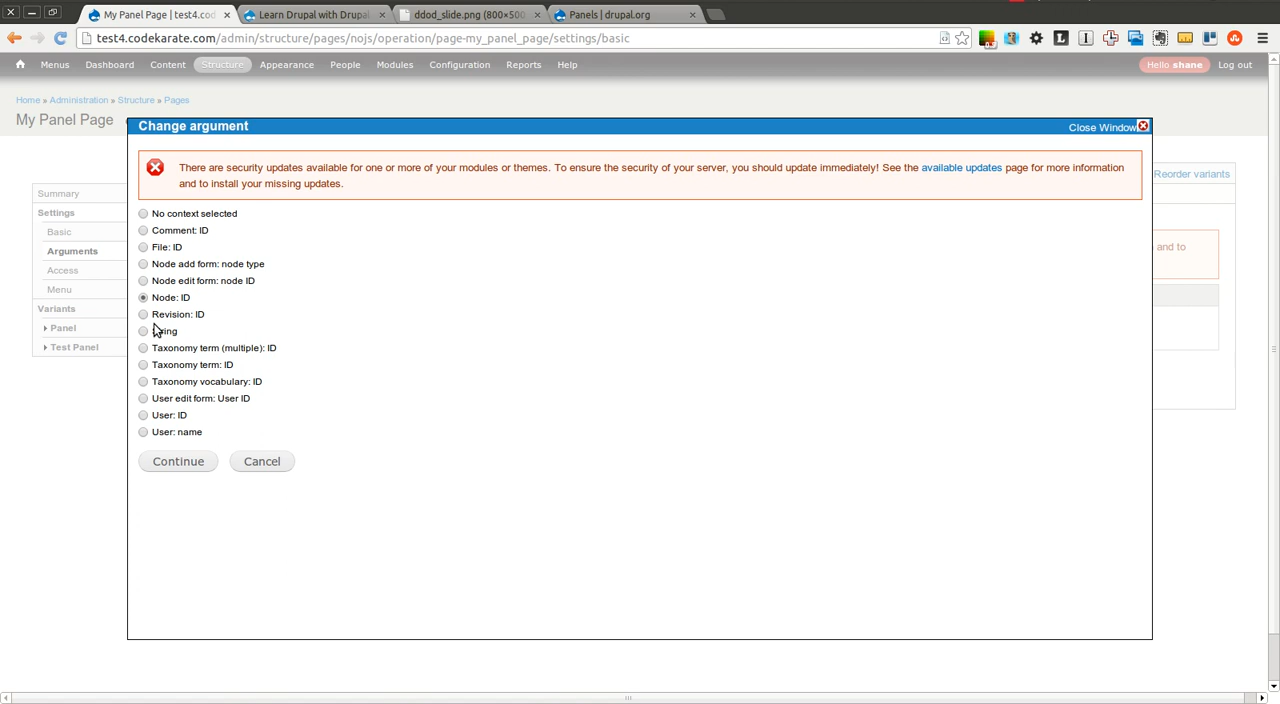 My Panel Page | test4.cod
Learn Drupal with Drupal
ddod_slide.png (800×500
Panels | drupal.org
test4.codekarate.com/admin/structure/pages/nojs/operation/page-my_panel_page/settings/basic
Menus Dashboard Content Structure Appearance People Modules Configuration Reports Help Hello shane Log out
Home » Administration » Structure » Pages
My Panel Page
Change argument
Close Window
There are security updates available for one or more of your modules or themes. To ensure the security of your server, you should update immediately! See the available updates page for more information
and to install your missing updates.
Reorder variants
and to
Summary
Settings
Basic
Arguments
Access
Menu
Variants
Panel
Test Panel
No context selected
Comment: ID
File: ID
Node add form: node type
Node edit form: node ID
Node: ID
Revision: ID
Taxonomy term (multiple): ID
Taxonomy term: ID
Taxonomy vocabulary: ID
User edit form: User ID
User: ID
User: name
Continue Cancel